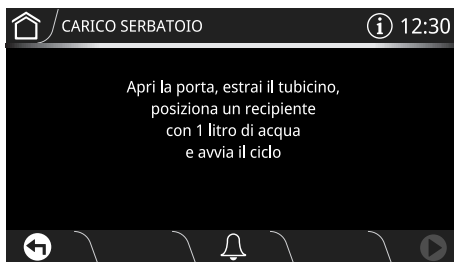 CARICO SERBATOIO
i 12:30
Apri la porta, estrai il tubicino,
posiziona un recipiente
con 1 litro di acqua
e avvia il ciclo